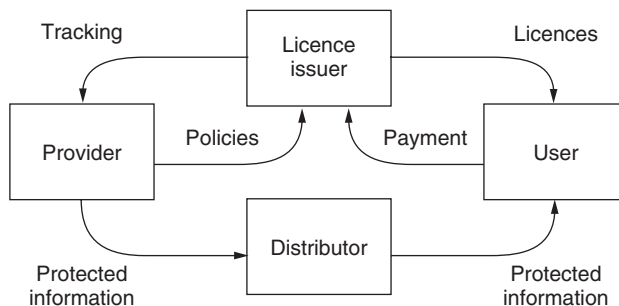 Tracking
Licence
issuer
Licences
Provider
Policies
Payment
User
Distributor
Protected
information
Protected
information